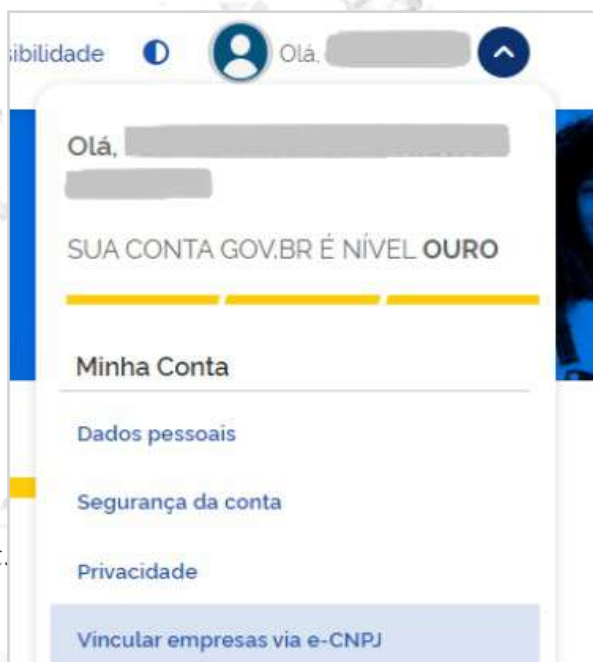 ibilidade Olá,
Olá,
SUA CONTA GOV.BR É NÍVEL OURO
Minha Conta
Dados pessoais
Segurança da conta
t.
Privacidade
Vincular empresas via e-CNPJ